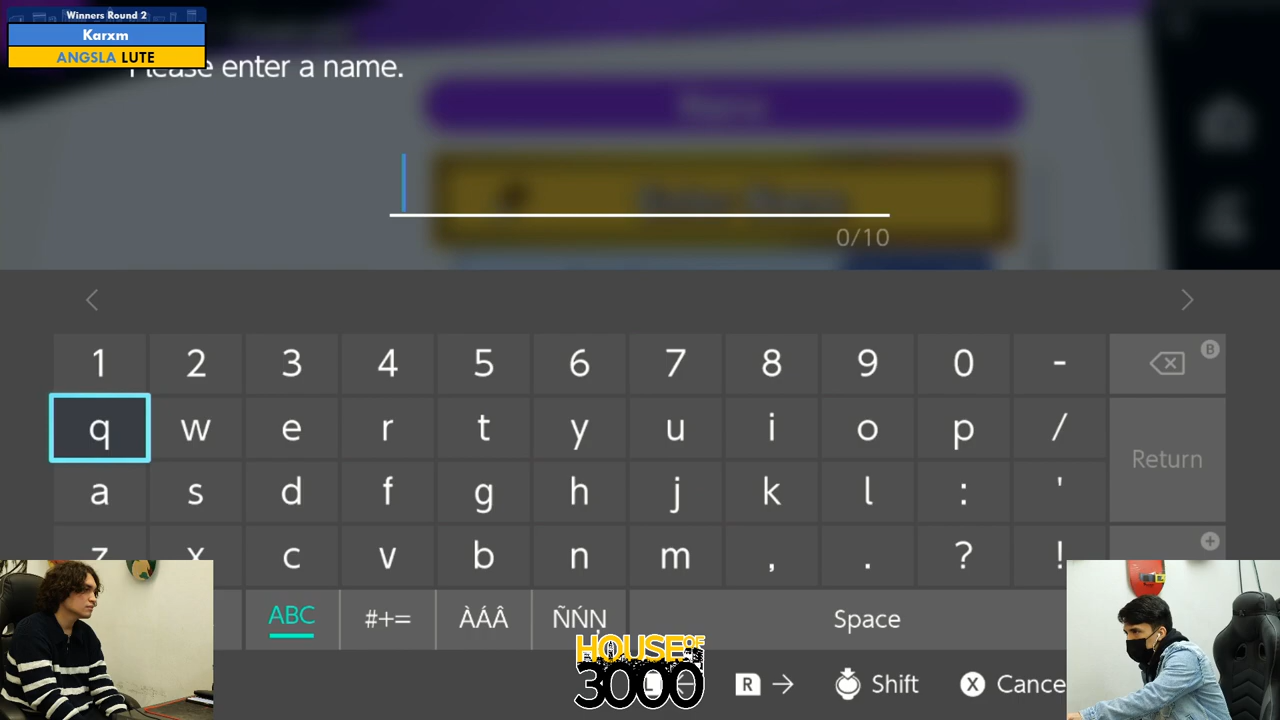 Winners Round 2
Karxm
ANGSLA LUTE
Please enter a name.
0/10
1 2 3 4 5 6 7 8 9 0 -
B
q w e r t y u i o p /
Return
a s d f g h j k l : '
z x c v b n m , . ? !
+
ABC #+= ÀÁÂ ÑŃŅ Space
HOUSE OF
3000
L R → Shift X Cance